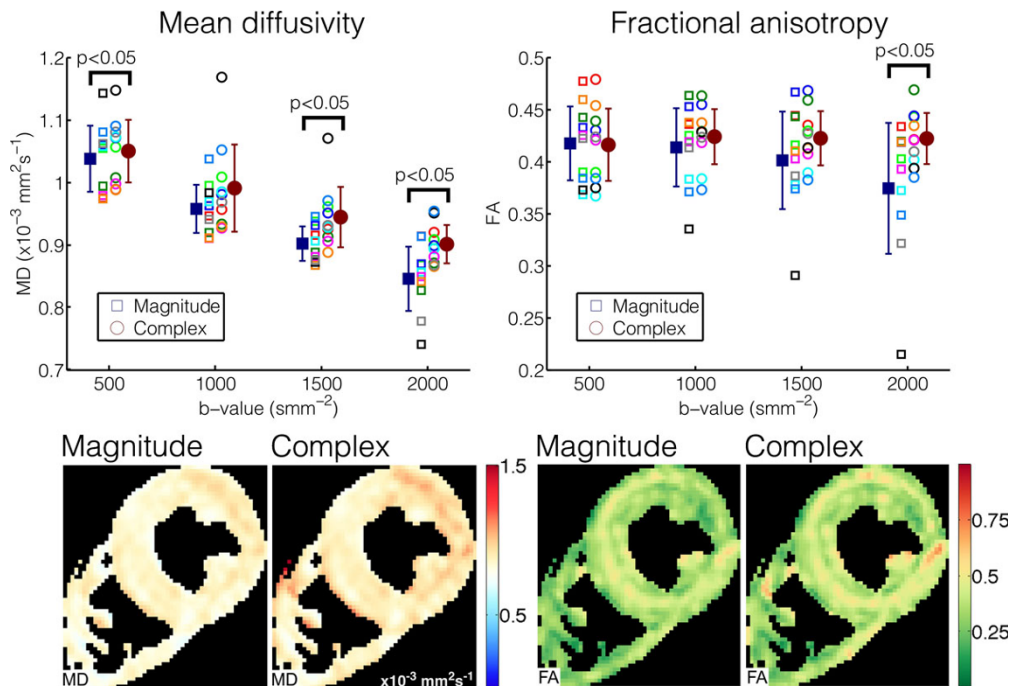 Mean diffusivity
1.2
1.1
1
0.9
0.8
0.7
MD (x10⁻³ mm²s⁻¹)
p<0.05
p<0.05
p<0.05
Magnitude
Complex
500
1000
1500
2000
b-value (smm⁻²)
Fractional anisotropy
0.5
0.45
0.4
0.35
0.3
0.25
0.2
FA
p<0.05
Magnitude
Complex
500
1000
1500
2000
b-value (smm⁻²)
Magnitude
MD
Complex
MD
x10⁻³ mm²s⁻¹
1.5
1
0.5
Magnitude
FA
Complex
FA
0.75
0.5
0.25